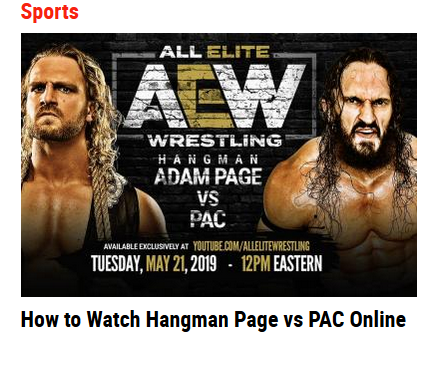 Sports
ALL ELITE
AEW
WRESTLING
HANGMAN
ADAM PAGE
VS
PAC
AVAILABLE EXCLUSIVELY AT YOUTUBE.COM/ALLELITEWRESTLING
TUESDAY, MAY 21, 2019 - 12PM EASTERN
How to Watch Hangman Page vs PAC Online